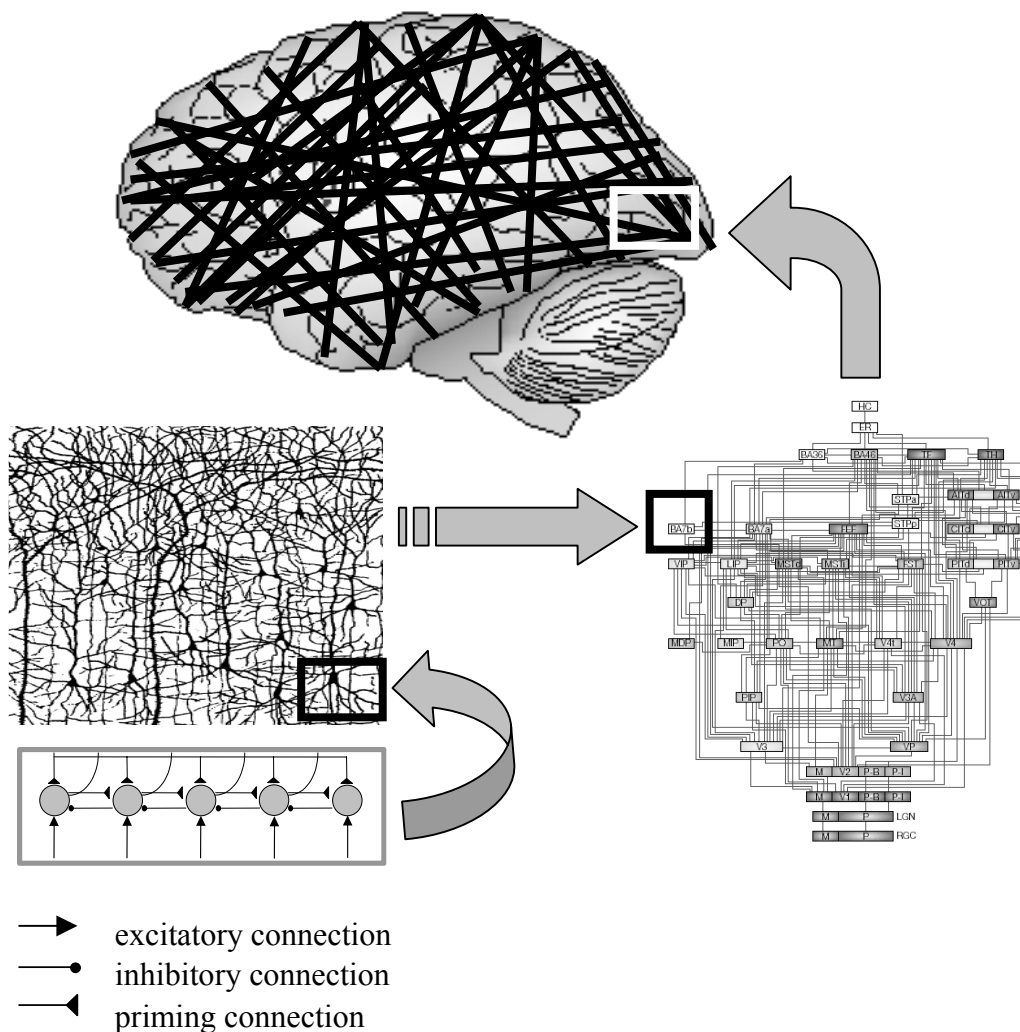 HC
ER
BA36 BA46 TF TH
STPa AITd AITv
BA7b BA7a FEF STPp CITd CITv
VIP LIP MSTd MSTl FST PITd PITv
DP VOT
MDP MIP PO MT V4t V4
PIP V3A
V3 VP
M V2 P-B P-I
M V1 P-B P-I
M P LGN
M P RGC
excitatory connection
inhibitory connection
priming connection